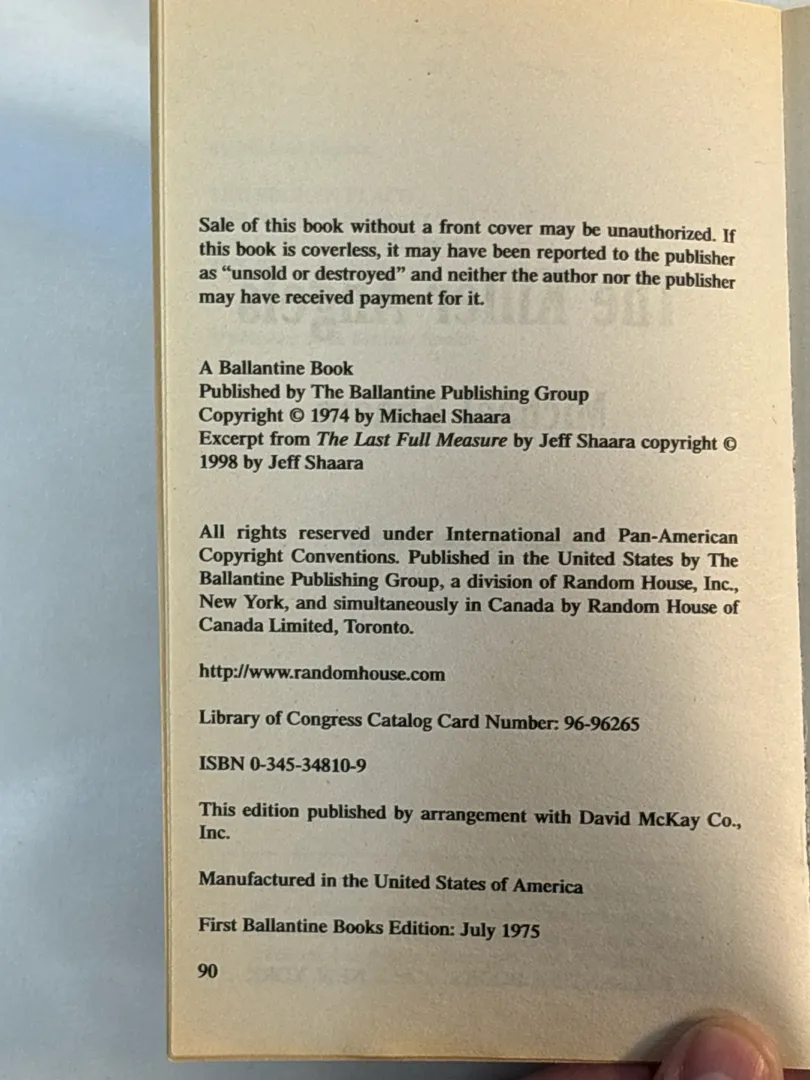 Sale of this book without a front cover may be unauthorized. If
this book is coverless, it may have been reported to the publisher
as “unsold or destroyed” and neither the author nor the publisher
may have received payment for it.
A Ballantine Book
Published by The Ballantine Publishing Group
Copyright © 1974 by Michael Shaara
Excerpt from The Last Full Measure by Jeff Shaara copyright ©
1998 by Jeff Shaara
All rights reserved under International and Pan-American
Copyright Conventions. Published in the United States by The
Ballantine Publishing Group, a division of Random House, Inc.,
New York, and simultaneously in Canada by Random House of
Canada Limited, Toronto.
http://www.randomhouse.com
Library of Congress Catalog Card Number: 96-96265
ISBN 0-345-34810-9
This edition published by arrangement with David McKay Co.,
Inc.
Manufactured in the United States of America
First Ballantine Books Edition: July 1975
90